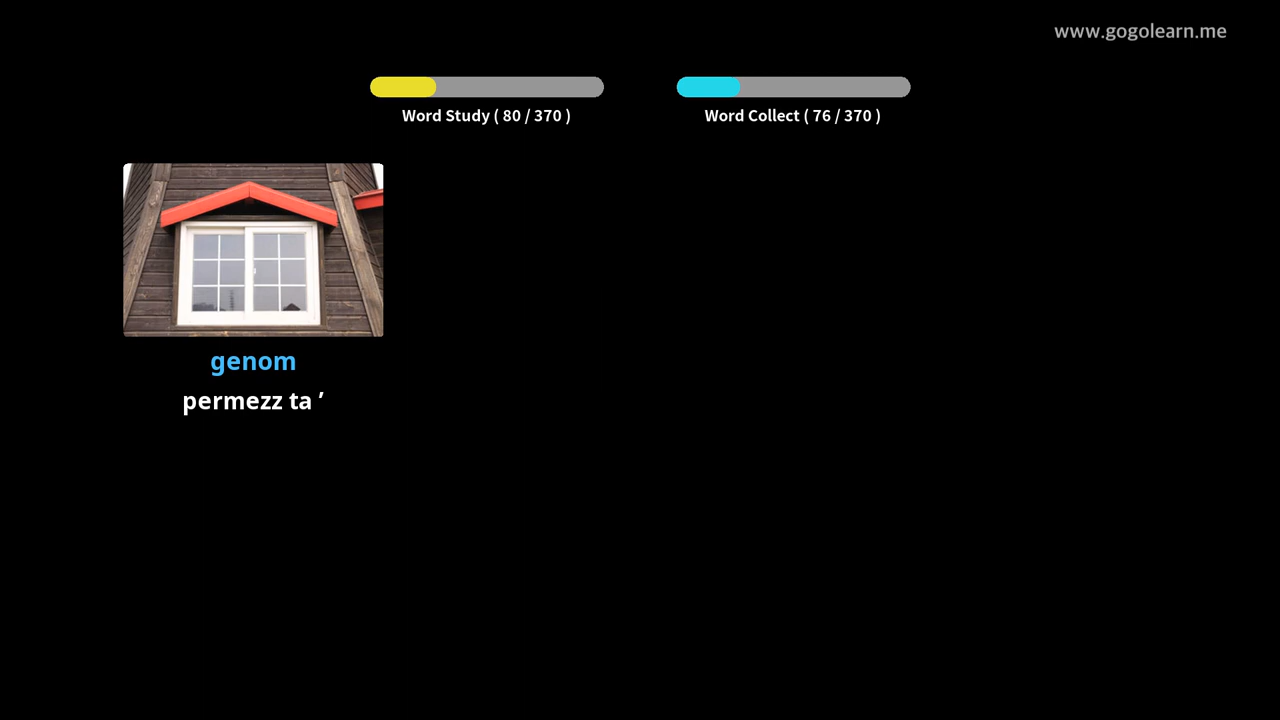 www.gogolearn.me
Word Study ( 80 / 370 )
Word Collect ( 76 / 370 )
genom
permezz ta ’